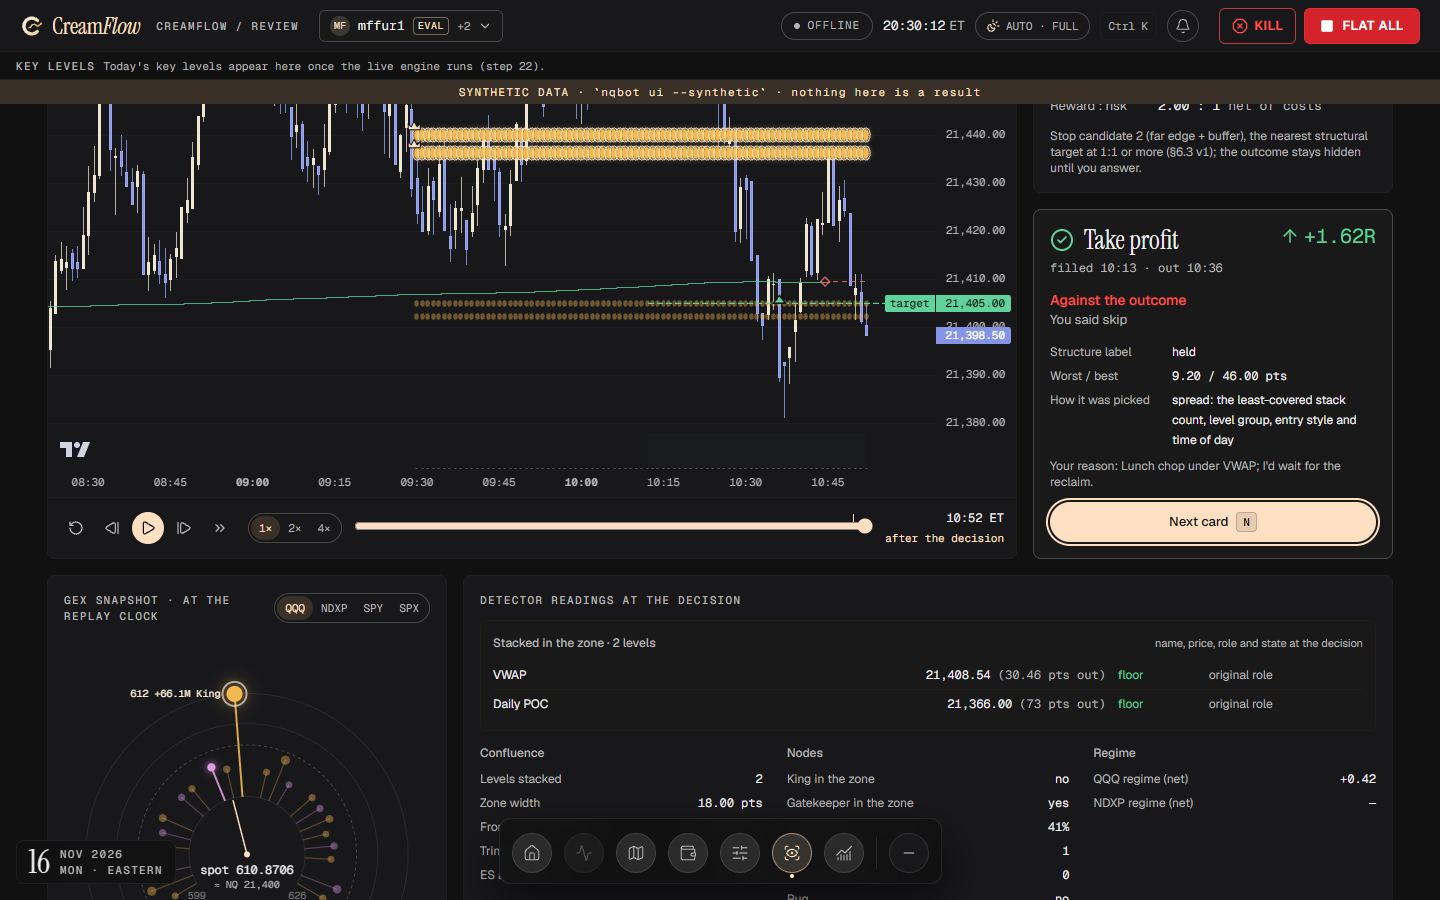 CreamFlow
CREAMFLOW / REVIEW
MF mffur1 EVAL +2
OFFLINE
20:30:12 ET
AUTO · FULL
Ctrl K
KILL
FLAT ALL
KEY LEVELS Today's key levels appear here once the live engine runs (step 22).
SYNTHETIC DATA · `nqbot ui --synthetic` · nothing here is a result
21,440.00
21,430.00
21,420.00
21,410.00
target 21,405.00
21,400.00
21,398.50
21,390.00
21,380.00
08:30 08:45 09:00 09:15 09:30 09:45 10:00 10:15 10:30 10:45
1× 2× 4×
10:52 ET
after the decision
Reward:risk 2.00 : 1 net of costs
Stop candidate 2 (far edge + buffer), the nearest structural
target at 1:1 or more (§6.3 v1); the outcome stays hidden
until you answer.
Take profit
+1.62R
filled 10:13 · out 10:36
Against the outcome
You said skip
Structure label held
Worst / best 9.20 / 46.00 pts
How it was picked spread: the least-covered stack
count, level group, entry style and
time of day
Your reason: Lunch chop under VWAP; I'd wait for the
reclaim.
Next card N
GEX SNAPSHOT · AT THE
REPLAY CLOCK
QQQ NDXP SPY SPX
612 +66.1M King
spot 610.8706
≈ NQ 21,400
599 626
16 NOV 2026
MON · EASTERN
DETECTOR READINGS AT THE DECISION
Stacked in the zone · 2 levels
name, price, role and state at the decision
VWAP 21,408.54 (30.46 pts out) floor original role
Daily POC 21,366.00 (73 pts out) floor original role
Confluence
Levels stacked 2
Zone width 18.00 pts
Nodes
King in the zone no
Gatekeeper in the zone yes
41%
1
0
no
Regime
QQQ regime (net) +0.42
NDXP regime (net) –